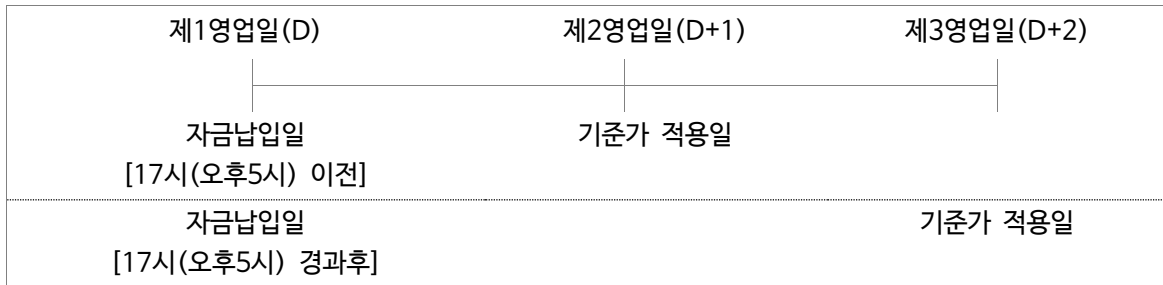 제1영업일(D) 제2영업일(D+1) 제3영업일(D+2)
자금납입일 기준가 적용일
[17시(오후5시) 이전]
자금납입일 기준가 적용일
[17시(오후5시) 경과후]